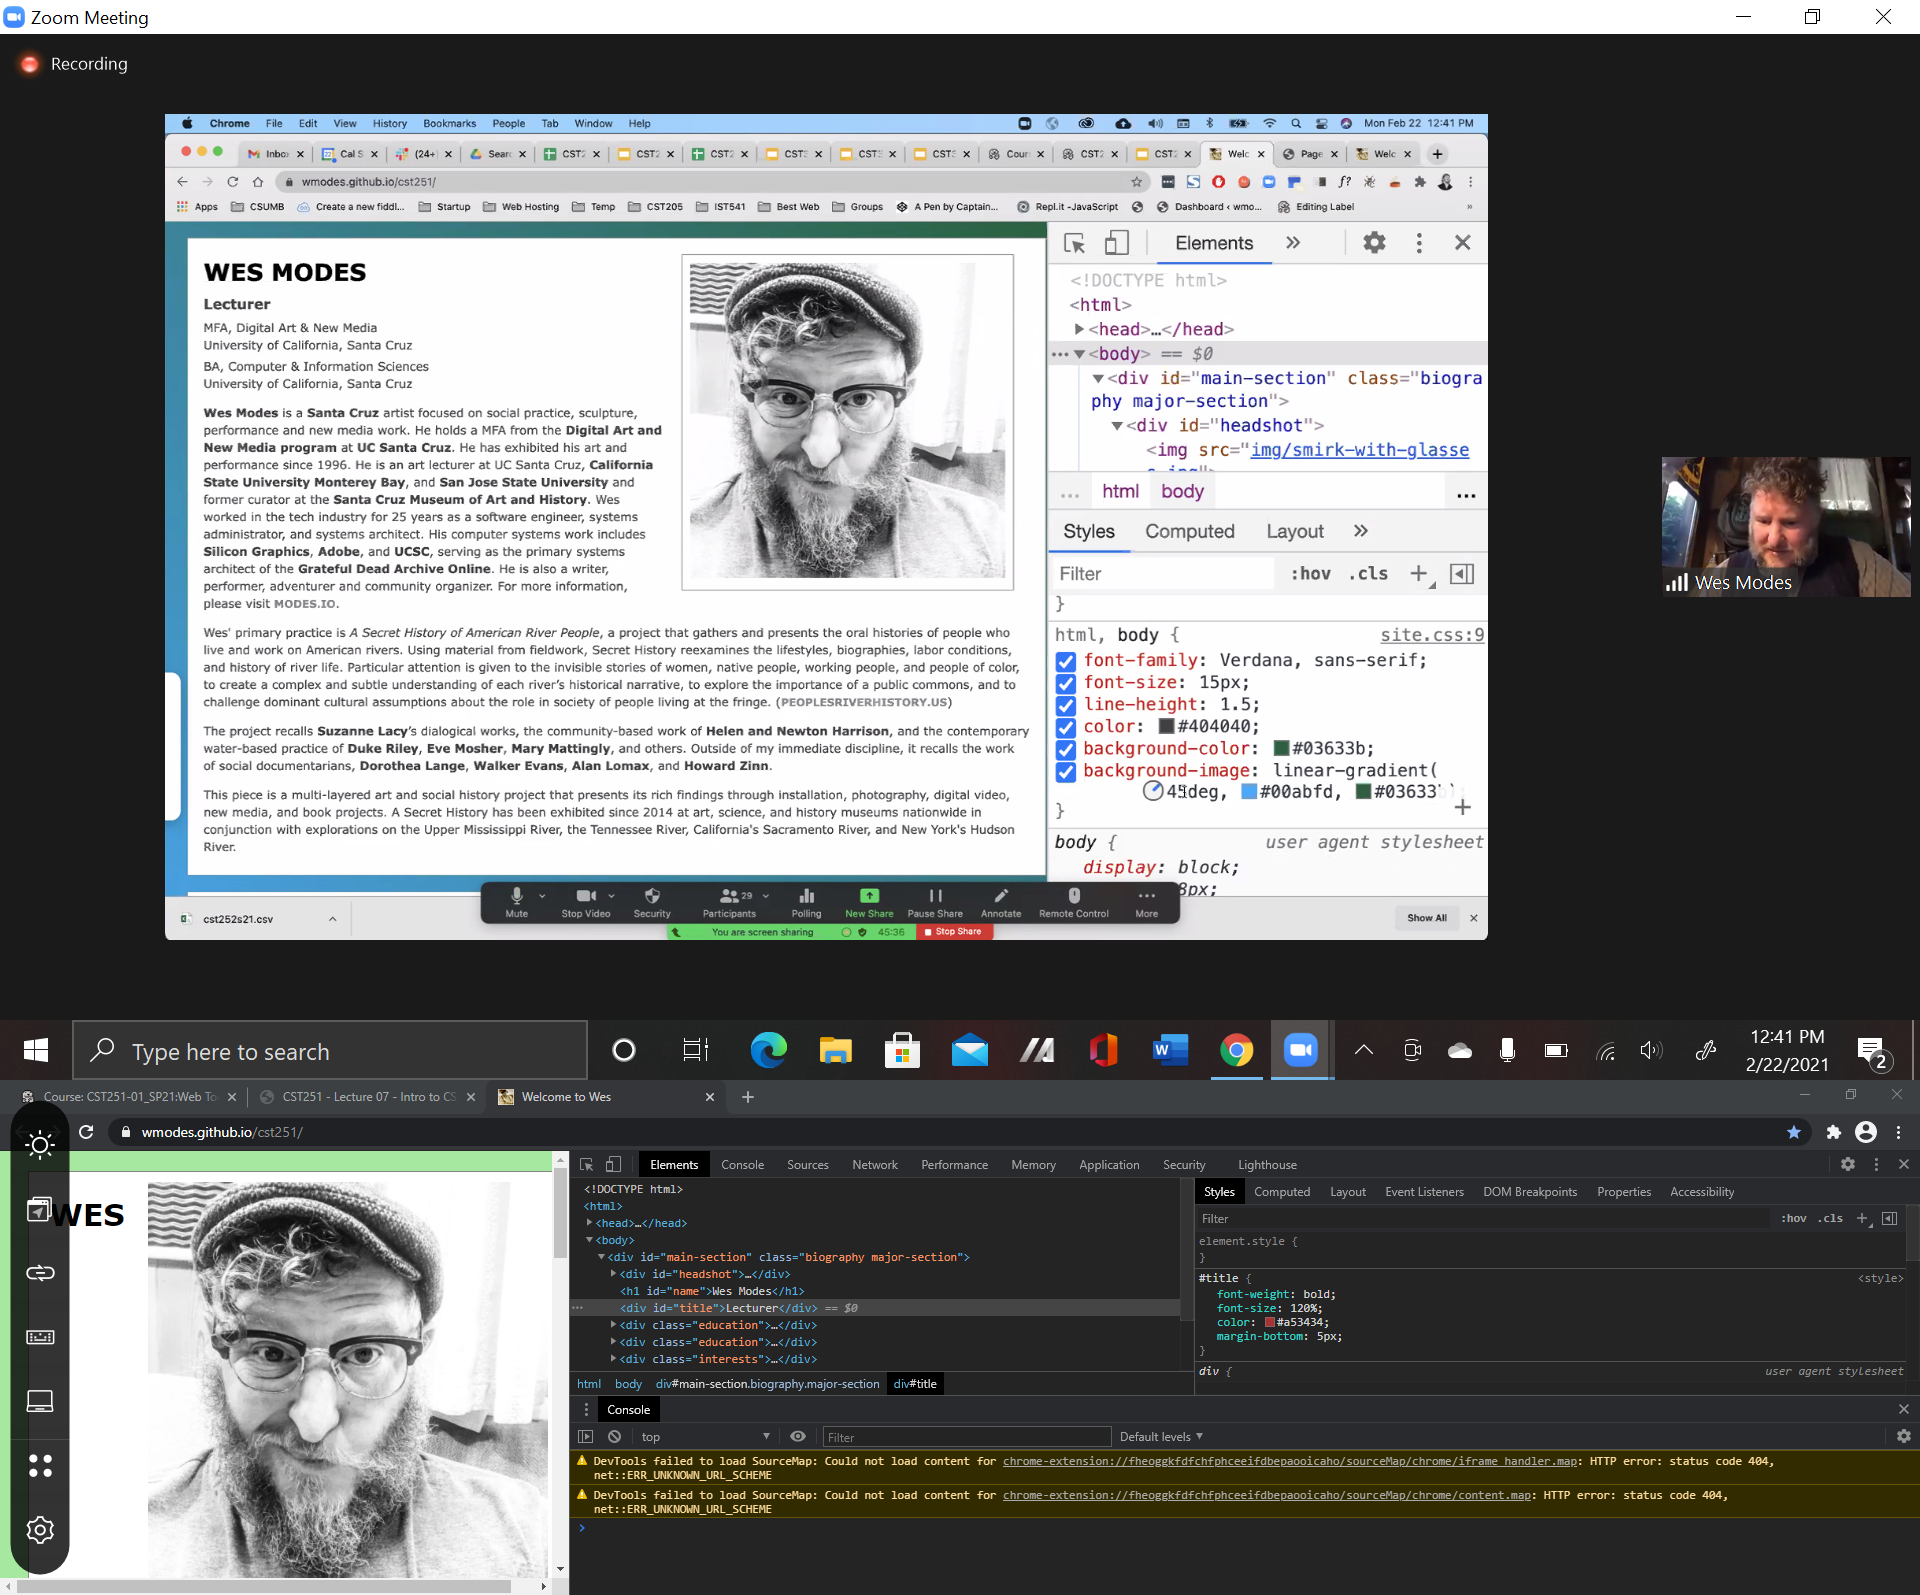 Zoom Meeting
Recording
Chrome File Edit View History Bookmarks People Tab Window Help
Mon Feb 22 12:41 PM
Inbo Cal S (24+) Sear CST2 CST2 CST2 CST3 CST3 CST3 Cour CST2 CST2 Welc Page Welc
wmodes.github.io/cst251/
Apps CSUMB Create a new fiddl... Startup Web Hosting Temp CST205 IST541 Best Web Groups A Pen by Captain... Repl.it -JavaScript Dashboard ‹ wmo... Editing Label »
WES MODES
Lecturer
MFA, Digital Art & New Media
University of California, Santa Cruz
BA, Computer & Information Sciences
University of California, Santa Cruz
Wes Modes is a Santa Cruz artist focused on social practice, sculpture,
performance and new media work. He holds a MFA from the Digital Art and
New Media program at UC Santa Cruz. He has exhibited his art and
performance since 1996. He is an art lecturer at UC Santa Cruz, California
State University Monterey Bay, and San Jose State University and
former curator at the Santa Cruz Museum of Art and History. Wes
worked in the tech industry for 25 years as a software engineer, systems
administrator, and systems architect. His computer systems work includes
Silicon Graphics, Adobe, and UCSC, serving as the primary systems
architect of the Grateful Dead Archive Online. He is also a writer,
performer, adventurer and community organizer. For more information,
please visit MODES.IO.
Wes' primary practice is A Secret History of American River People, a project that gathers and presents the oral histories of people who
live and work on American rivers. Using material from fieldwork, Secret History reexamines the lifestyles, biographies, labor conditions,
and history of river life. Particular attention is given to the invisible stories of women, native people, working people, and people of color,
to create a complex and subtle understanding of each river's historical narrative, to explore the importance of a public commons, and to
challenge dominant cultural assumptions about the role in society of people living at the fringe. (PEOPLESRIVERHISTORY.US)
The project recalls Suzanne Lacy's dialogical works, the community-based work of Helen and Newton Harrison, and the contemporary
water-based practice of Duke Riley, Eve Mosher, Mary Mattingly, and others. Outside of my immediate discipline, it recalls the work
of social documentarians, Dorothea Lange, Walker Evans, Alan Lomax, and Howard Zinn.
This piece is a multi-layered art and social history project that presents its rich findings through installation, photography, digital video,
new media, and book projects. A Secret History has been exhibited since 2014 at art, science, and history museums nationwide in
conjunction with explorations on the Upper Mississippi River, the Tennessee River, California's Sacramento River, and New York's Hudson
River.
Elements »
<!DOCTYPE html>
<html>
<head>…</head>
<body> == $0
<div id="main-section" class="biogra
phy major-section">
<div id="headshot">
<img src="img/smirk-with-glasse
... html body ...
Styles Computed Layout »
Filter :hov .cls
}
html, body { site.css:9
font-family: Verdana, sans-serif;
font-size: 15px;
line-height: 1.5;
color: #404040;
background-color: #03633b;
background-image: linear-gradient(
45deg, #00abfd, #03633
}
body { user agent stylesheet
display: block;
8px;
Mute Stop Video Security Participants 29 Polling New Share Pause Share Annotate Remote Control More
You are screen sharing 45:36 Stop Share
cst252s21.csv
Show All
Wes Modes
Type here to search
12:41 PM
2/22/2021
2
Course: CST251-01_SP21:Web To CST251 - Lecture 07 - Intro to CS Welcome to Wes
wmodes.github.io/cst251/
WES
Elements Console Sources Network Performance Memory Application Security Lighthouse
<!DOCTYPE html>
<html>
<head>…</head>
<body>
<div id="main-section" class="biography major-section">
<div id="headshot">…</div>
<h1 id="name">Wes Modes</h1>
<div id="title">Lecturer</div> == $0
<div class="education">…</div>
<div class="education">…</div>
<div class="interests">…</div>
html body div#main-section.biography.major-section div#title
Styles Computed Layout Event Listeners DOM Breakpoints Properties Accessibility
Filter :hov .cls
element.style {
}
#title { <style>
font-weight: bold;
font-size: 120%;
color: #a53434;
margin-bottom: 5px;
}
div { user agent stylesheet
Console
top Filter Default levels
DevTools failed to load SourceMap: Could not load content for chrome-extension://fheoggkfdfchfphceeifdbepaooicaho/sourceMap/chrome/iframe_handler.map: HTTP error: status code 404,
net::ERR_UNKNOWN_URL_SCHEME
DevTools failed to load SourceMap: Could not load content for chrome-extension://fheoggkfdfchfphceeifdbepaooicaho/sourceMap/chrome/content.map: HTTP error: status code 404,
net::ERR_UNKNOWN_URL_SCHEME